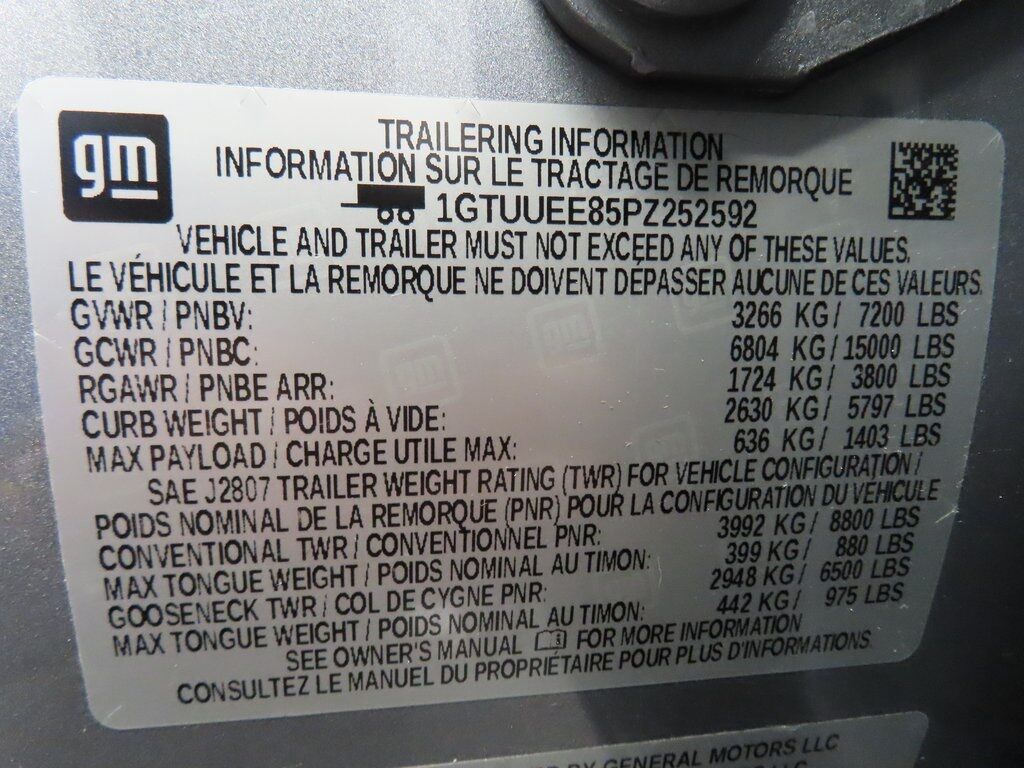 gm
TRAILERING INFORMATION
INFORMATION SUR LE TRACTAGE DE REMORQUE
1GTUUEE85PZ252592
VEHICLE AND TRAILER MUST NOT EXCEED ANY OF THESE VALUES.
LE VÉHICULE ET LA REMORQUE NE DOIVENT DÉPASSER AUCUNE DE CES VALEURS.
GVWR / PNBV: 3266 KG / 7200 LBS
GCWR / PNBC: 6804 KG / 15000 LBS
RGAWR / PNBE ARR: 1724 KG / 3800 LBS
CURB WEIGHT / POIDS À VIDE: 2630 KG / 5797 LBS
MAX PAYLOAD / CHARGE UTILE MAX: 636 KG / 1403 LBS
SAE J2807 TRAILER WEIGHT RATING (TWR) FOR VEHICLE CONFIGURATION /
POIDS NOMINAL DE LA REMORQUE (PNR) POUR LA CONFIGURATION DU VÉHICULE
CONVENTIONAL TWR / CONVENTIONNEL PNR: 3992 KG / 8800 LBS
MAX TONGUE WEIGHT / POIDS NOMINAL AU TIMON: 399 KG / 880 LBS
GOOSENECK TWR / COL DE CYGNE PNR: 2948 KG / 6500 LBS
MAX TONGUE WEIGHT / POIDS NOMINAL AU TIMON: 442 KG / 975 LBS
SEE OWNER'S MANUAL FOR MORE INFORMATION
CONSULTEZ LE MANUEL DU PROPRIÉTAIRE POUR PLUS D'INFORMATIONS.
BY GENERAL MOTORS LLC